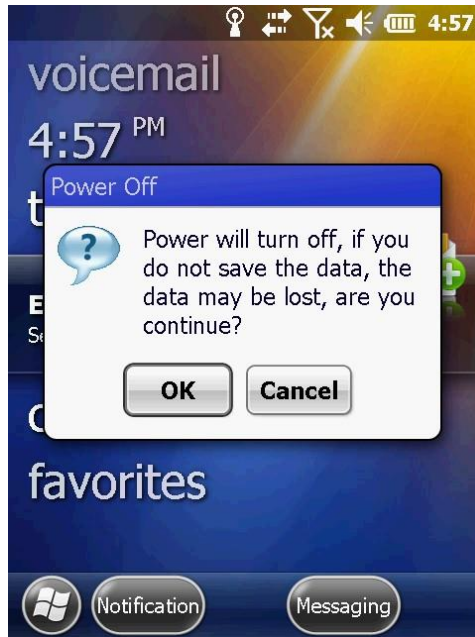 4:57
voicemail
4:57 PM
Power Off
Power will turn off, if you
do not save the data, the
data may be lost, are you
continue?
OK
Cancel
favorites
Notification
Messaging